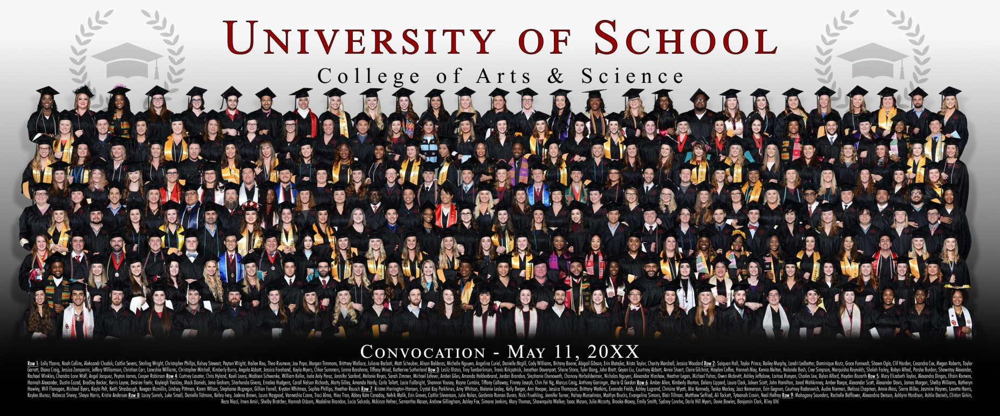 UNIVERSITY OF SCHOOL
College of Arts & Science
CONVOCATION - MAY 11, 20XX
Row 1: Lolly Ybarra, Noah Collins, Aleksandr Chudak, Caitlin Severs, Sterling Wright, Christopher Phillps, Kelsey Stewart, Payton Wright, Hailee Rau, Theo Rusmore, Jou Pope, Morgan Timmons, Brittney Wallace, Juliana Barbati, Matt Scheuber, Alison Balderas, Michelle Nguyen, Angelina Curiel, Danielle Mcgill, Cody Williams, Britany Boone, Abigail Gibson, Erin Matejka, Krista Taylor, Charity Marshall, Jessica Woodard Row 2: Saiquan Hall, Taylor Prince, Bailey Murphy, Landri Ledbetter, Dominique Krutz, Grace Fornwalt, Shawn Ogle, Clif Harden, Casandra Cox, Megan Roberts, Taylor
Garrett, Diana Craig, Jessica Zamparini, Jeffery Williamson, Christian Carr, Laneshia Williams, Christopher Mitchell, Kimberly Burns, Angela Abbott, Jessica Forehand, Kayla Myers, Chloe Summers, Lenna Barahona, Tiffany Wood, Katherine Sutherland Row 3: Lesliz Illston, Troy Tumberlinson, Travis Kirkpatrick, Jonathan Davenport, Shane Stone, Tyler Dang, John Bratt, Geyan Liu, Courtney Abbott, Annie Stuart, Claire Gilchrist, Hayden Coffee, Hannah May, Kenna Melton, Nolanda Bush, Cree Simpson, Marquisha Reynolds, Shelah Farley, Robyn Alfred, Porsha Burden, Shawntay Alexander,
Rachael Winkles, Chandra Lone Wolf, Angel Jacquez, Peyton James, Cooper Robinson Row 4: Cortney Lasater, Chris Hyland, Kaeli Loera, Madison Schwenke, William Keller, Isela Arly Perez, Jennifer Sanford, Melanie Reyes, Sarah Zimmer, Michael Lefever, Amber Giles, Amanda Heldenbrand, Jordan Brandon, Stephanie Chenoweth, Chancey Herbolsheimer, Nicholas Nguyen, Alexander Hinshaw, Heather Legan, Michael Yuhas, Owen Mcdevitt, Ashley Jeffalone, Larissa Runyan, Charles Lee, Dylan Alford, Hayden Bozarth Row 5: Mary Elizabeth Taylor, Alexandra Dinges, Efrain Romero,
Hannah Alexander, Dustin Cozad, Bradley Becker, Kerris Layne, Desiree Fair, Kayleigh Yeakley, Mack Daniels, Jena Graham, Sharhonda Givens, Emalea Hudgens, Carol Nelson Richards, Marty Gilley, Amanda Hardy, Carla Tollett, Lacie Fullbright, Shannon Yousey, Rayna Cumbie, Tiffany Callaway, Finney Joseph, Chin Fei Ng, Marcus Craig, Anthony Garringer, Marie Q Gordon Row 6: Amber Allen, Kimberly Morton, Delany Lippard, Laura Clark, Joleen Scott, John Hamilton, Jared Wahkinney, Amber Roepe, Alexander Scott, Alexander Davis, James Morgan, Shelby Williams, Katheryn
Hawley, Will Flanagan, Michael Byers, Kayla Pelt, Keith Strasbaugh, Keegan Mcmillin, Lindsey Pittman, Karen Wilson, Stephanie Mcgregor, Gillian Farrell, Krysten Whitman, Sophia Phillips, Heather Rausch Row 7: Kristen Harrington-Hansen, Crystal Kay Parkhines, Amy Whitson, Melanie Lesley, Kelly Berger, Ann Hooper, Jessica Thompson, Brittany Watkins, Evonanda Fields, Ashley Lugrand, Chrisina Wyatt, Mia Kennedy, Terika Mackey, Jazz Kennerson, Erin Gagnon, Courtney Radanovich, Audra Norman, Melissa Chapman, Annie Moss, Sierra Miller, Jasmine Haynes, Lavette Harris,
Kaylee Munoz, Rebecca Storey, Shaya Harris, Kristie Anderson Row 8: Lacey Sorrels, Luke Small, Danielle Tidmore, Kelley Ivey, Jodena Brown, Laura Haygood, Vanneshia Crane, Traci Alma, Hieu Tran, Abbey Kate Canaday, Nehik Malik, Erin Groves, Caitlin Stevenson, Julie Nolan, Gardenia Roman Duran, Nicki Fuehling, Jennifer Turner, Halsey Musselman, Maitlyn Brucks, Evangelina Simons, Blair Tillman, Matthew Seifried, Ali Tackett, Tyteanah Cravin, Neal Helfrey Row 9: Mahogany Saunders, Rachelle Belflower, Alexandria Denson, Ashlynn Hardison, Ashlie Daniels, Clinton Girkin,
Reza Niazi, Imen Amiri, Shelby Bratcher, Hannah Osborn, Madeline Brandon, Lucia Salcedo, Mckinze Hefner, Samantha Mason, Andrew Gillingham, Ashley Fox, Simone Jenkins, Mary Thomas, Shawnquita Walker, Isaac Mason, Julie Mccarty, Brooke Maxey, Emily Smith, Sydney Concha, Darla Hill Myers, Dovie Bowles, Benjamin Clark, Riley Uhl